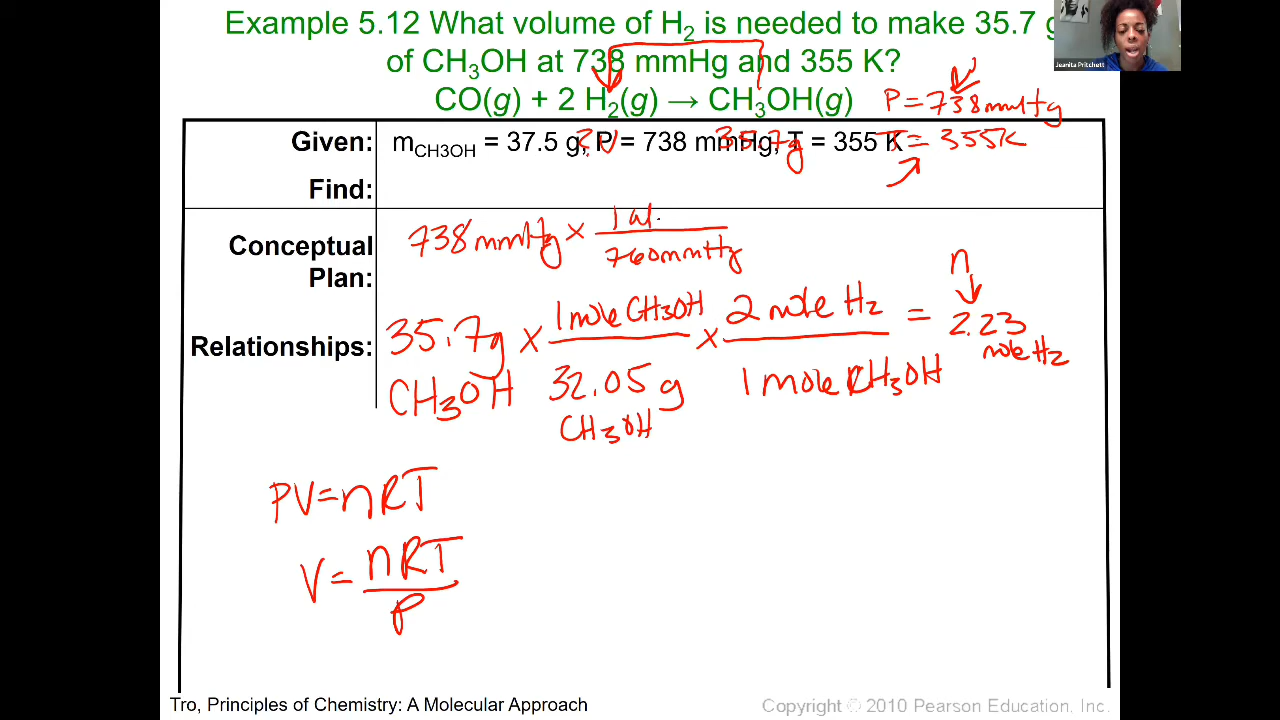 Example 5.12 What volume of H2 is needed to make 35.7 g
of CH3OH at 738 mmHg and 355 K?
CO(g) + 2 H2(g) → CH3OH(g)
Jeanita Pritchett
P = 738 mmHg
T = 355K
Given: mCH3OH = 37.5 g, P = 738 mmHg, T = 355 K
35.7g
Find:
Conceptual
Plan:
738 mmHg × 1 at.
760 mmHg
Relationships:
35.7g × 1 mole CH3OH × 2 mole H2 = 2.23
CH3OH 32.05 g 1 mole CH3OH mole H2
CH3OH
n
PV = nRT
V = nRT
P
Tro, Principles of Chemistry: A Molecular Approach
Copyright © 2010 Pearson Education, Inc.